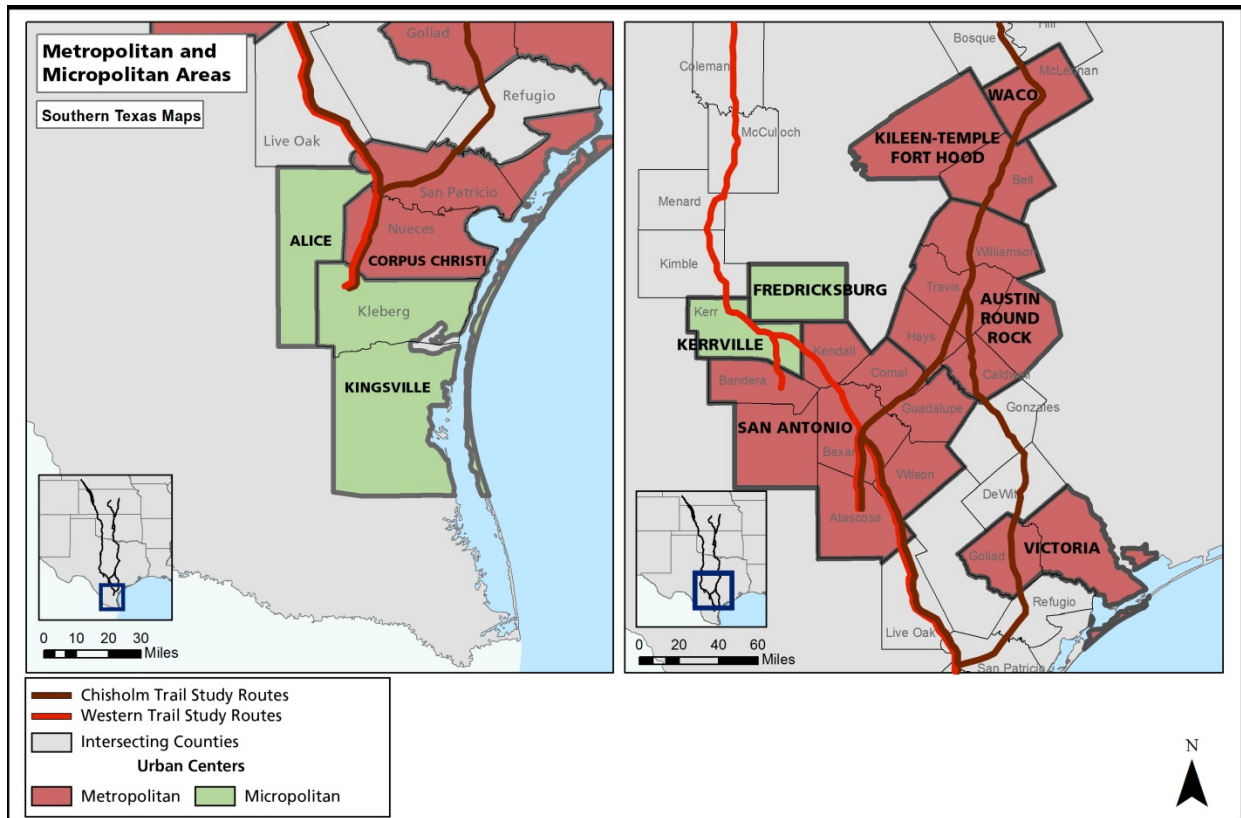 Metropolitan and
Micropolitan Areas
Southern Texas Maps
Goliad
Refugio
Live Oak
San Patricio
ALICE
Nueces
CORPUS CHRISTI
Kleberg
KINGSVILLE
0 10 20 30
Miles
Bosque
Hill
Coleman
McLennan
WACO
McCulloch
KILEEN-TEMPLE
FORT HOOD
Bell
Menard
Kimble
Williamson
FREDRICKSBURG
Travis
AUSTIN
ROUND
ROCK
Kerr
KERRVILLE
Hays
Kendall
Comal
Caldwell
Bandera
Guadalupe
Gonzales
SAN ANTONIO
Bexar
Wilson
DeWitt
Atascosa
Goliad
VICTORIA
Refugio
Live Oak
San Patricio
0 20 40 60
Miles
Chisholm Trail Study Routes
Western Trail Study Routes
Intersecting Counties
Urban Centers
Metropolitan Micropolitan
N